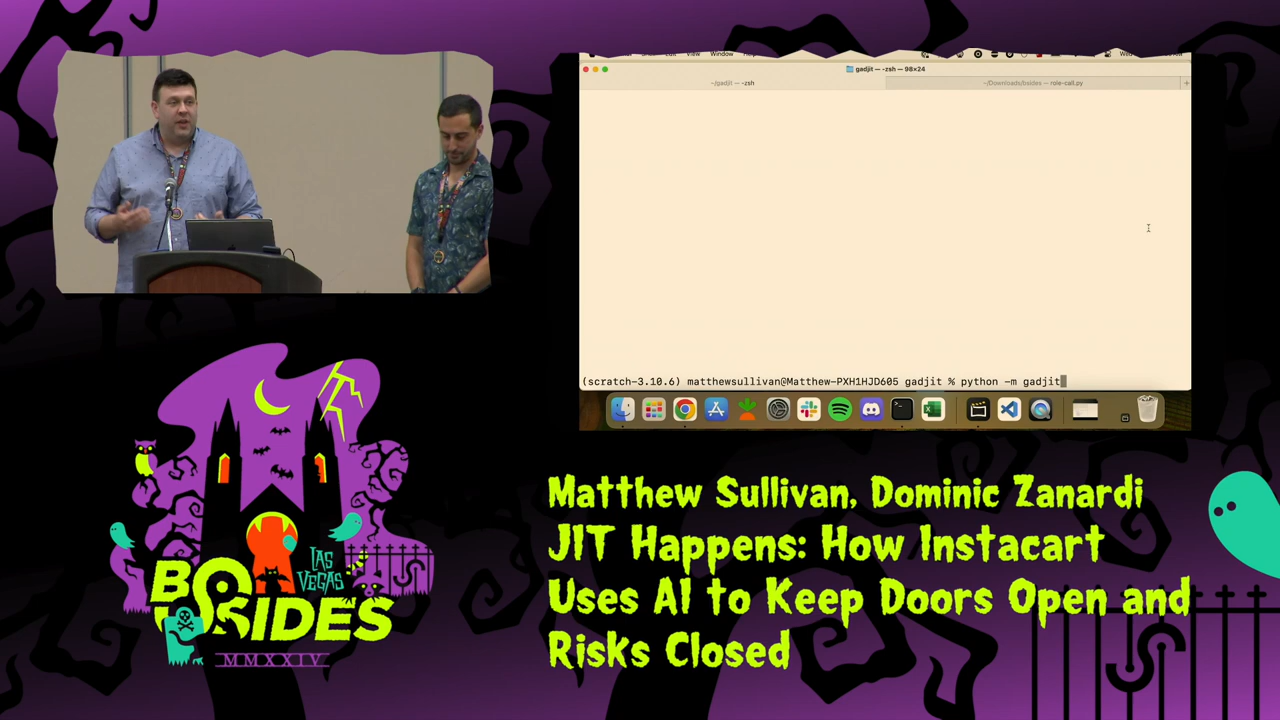 View
Window
gadjit — -zsh — 98×24
~/gadjit — -zsh
~/Downloads/bsides — role-call.py
+
(scratch-3.10.6) matthewsullivan@Matthew-PXH1HJD605 gadjit % python -m gadjit
LAS
VEGAS
BSIDES
MMXXIV
Matthew Sullivan, Dominic Zanardi
JIT Happens: How Instacart
Uses AI to Keep Doors Open and
Risks Closed